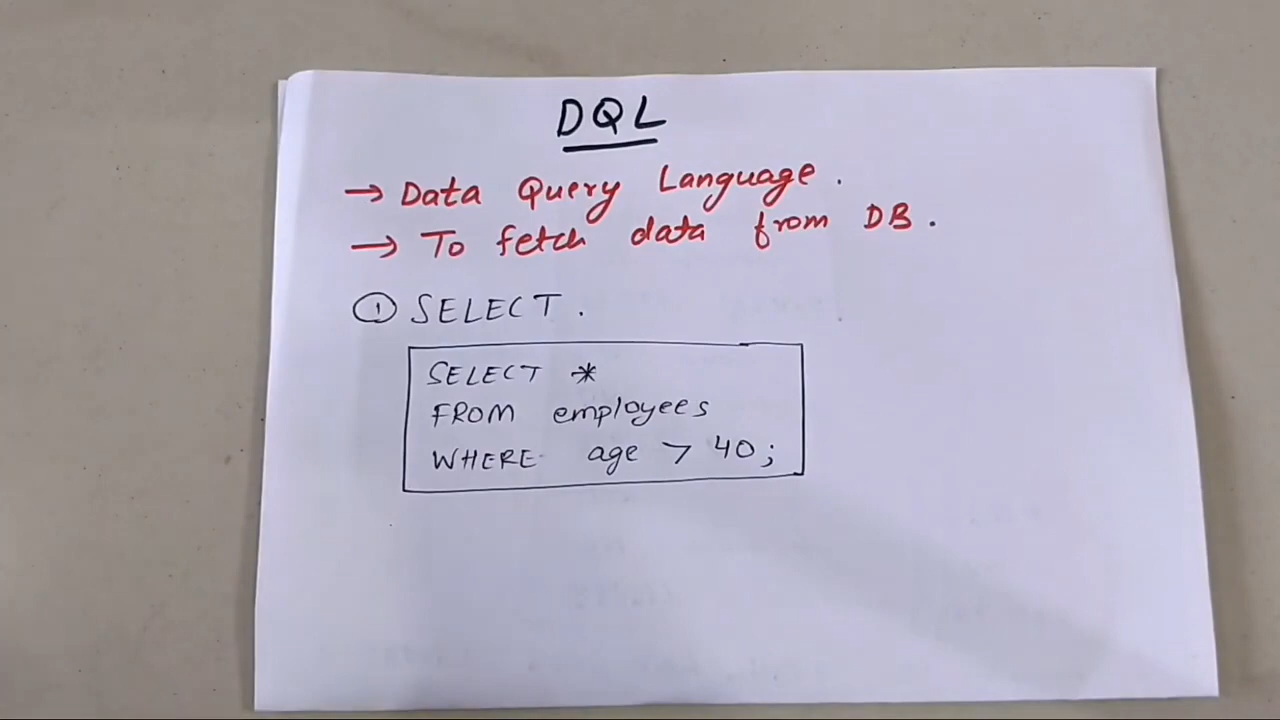 DQL
→ Data Query Language.
→ To fetch data from DB.
① SELECT.
SELECT *
FROM employees
WHERE age > 40;